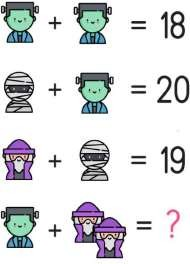 + = 18
+ = 20
+ = 19
+ = ?